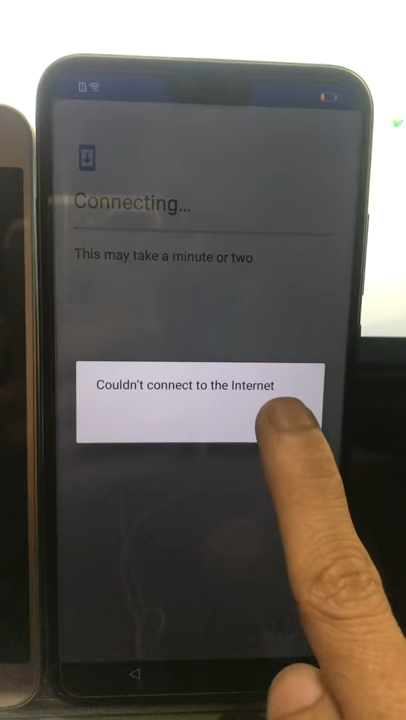 Connecting...
This may take a minute or two
Couldn't connect to the Internet